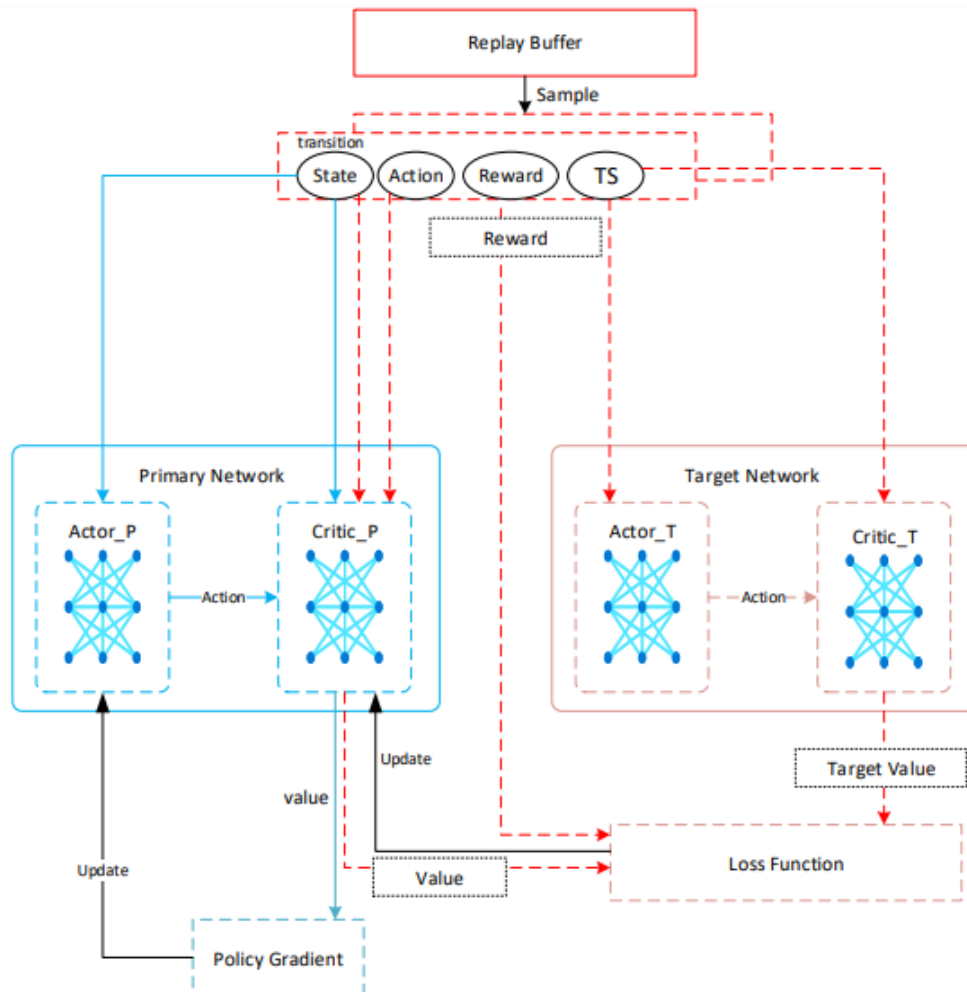 Replay Buffer
Sample
transition
State
Action
Reward
TS
Reward
Primary Network
Target Network
Actor_P
Critic_P
Actor_T
Critic_T
Action
Action
Update
Target Value
value
Loss Function
Update
Value
Policy Gradient